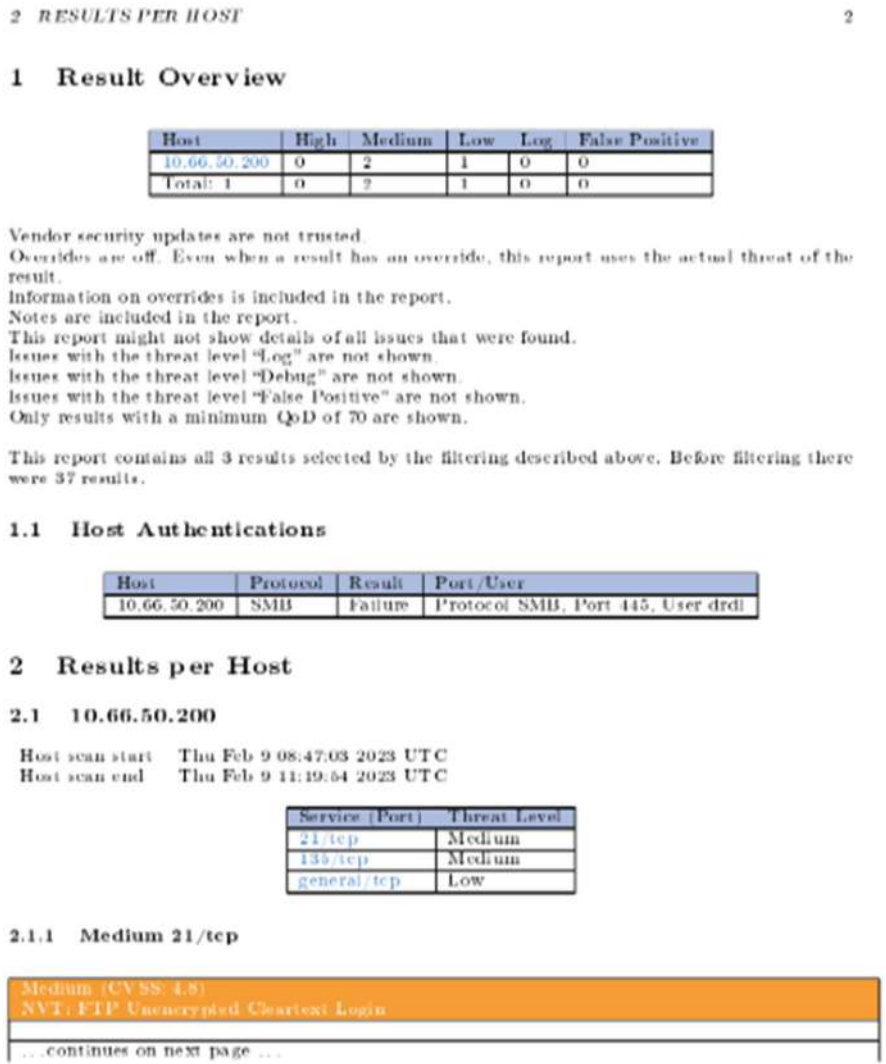 2 RESULTS PER HOST 2
1 Result Overview
Host High Medium Low Log False Positive
10.66.50.200 0 2 1 0 0
Total: 1 0 2 1 0 0
Vendor security updates are not trusted.
Overrides are off. Even when a result has an override, this report uses the actual threat of the
result.
Information on overrides is included in the report.
Notes are included in the report.
This report might not show details of all issues that were found.
Issues with the threat level “Log” are not shown.
Issues with the threat level “Debug” are not shown.
Issues with the threat level “False Positive” are not shown.
Only results with a minimum QoD of 70 are shown.
This report contains all 3 results selected by the filtering described above. Before filtering there
were 37 results.
1.1 Host Authentications
Host Protocol Result Port/User
10.66.50.200 SMB Failure Protocol SMB, Port 445, User
2 Results per Host
2.1 10.66.50.200
Host scan start Thu Feb 9 08:47:03 2023 UTC
Host scan end Thu Feb 9 11:19:54 2023 UTC
Service (Port) Threat Level
21/tcp Medium
135/tcp Medium
general/tcp Low
2.1.1 Medium 21/tcp
Medium (CVSS: 4.8)
NVT: FTP Unencrypted Cleartext Login
...continues on next page ...